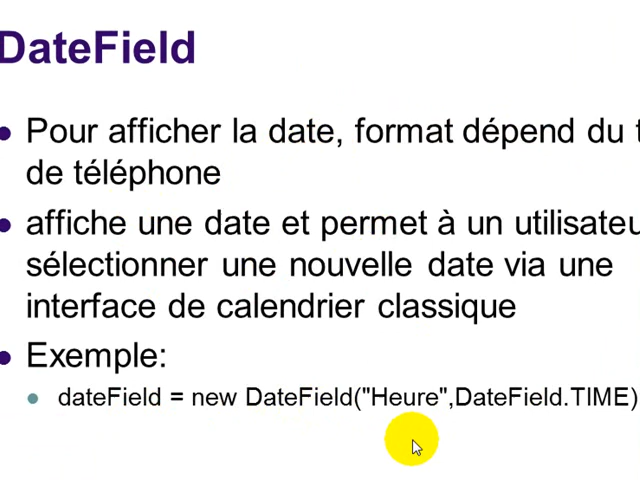 DateField
Pour afficher la date, format dépend du
de téléphone
affiche une date et permet à un
sélectionner une nouvelle date via une
interface de calendrier classique
Exemple:
dateField = new DateField("Heure",DateField.TIME)